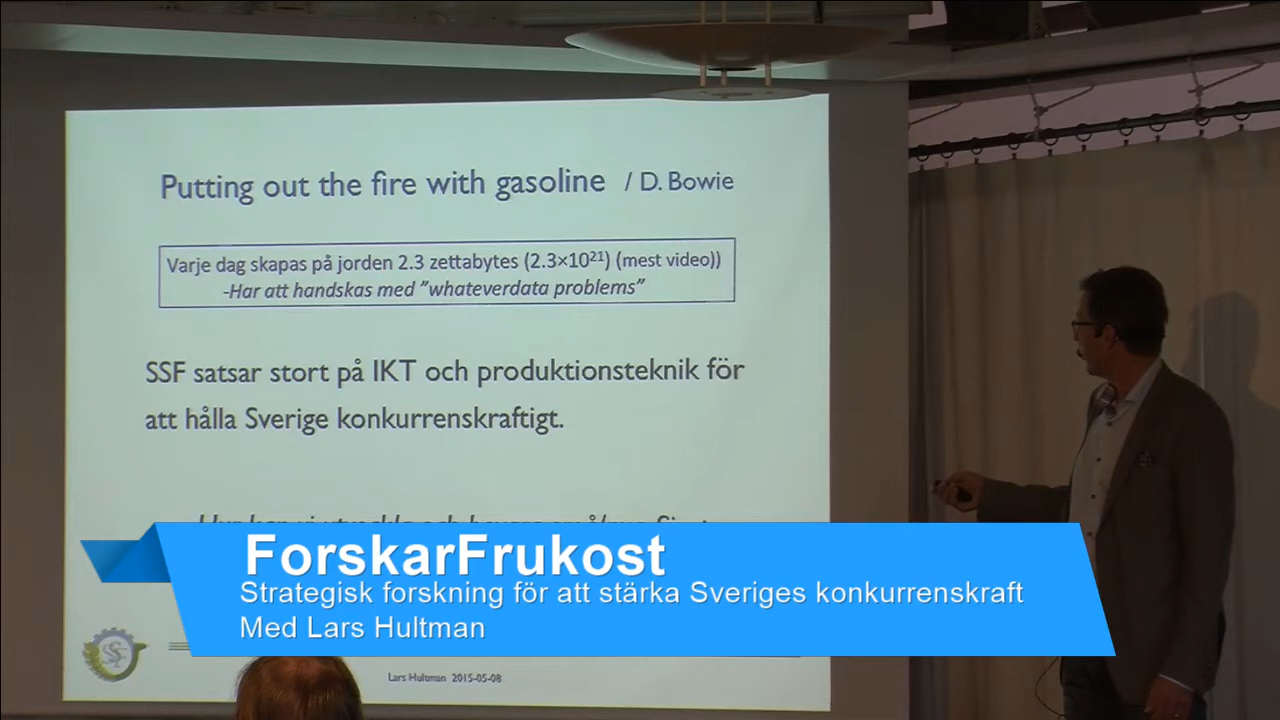 Putting out the fire with gasoline / D. Bowie
Varje dag skapas på jorden 2.3 zettabytes (2.3×10²¹) (mest video))
-Har att handskas med ”whateverdata problems”
SSF satsar stort på IKT och produktionsteknik för
att hålla Sverige konkurrenskraftigt.
ForskarFrukost
Strategisk forskning för att stärka Sveriges konkurrenskraft
Med Lars Hultman
Lars Hultman 2015-05-08